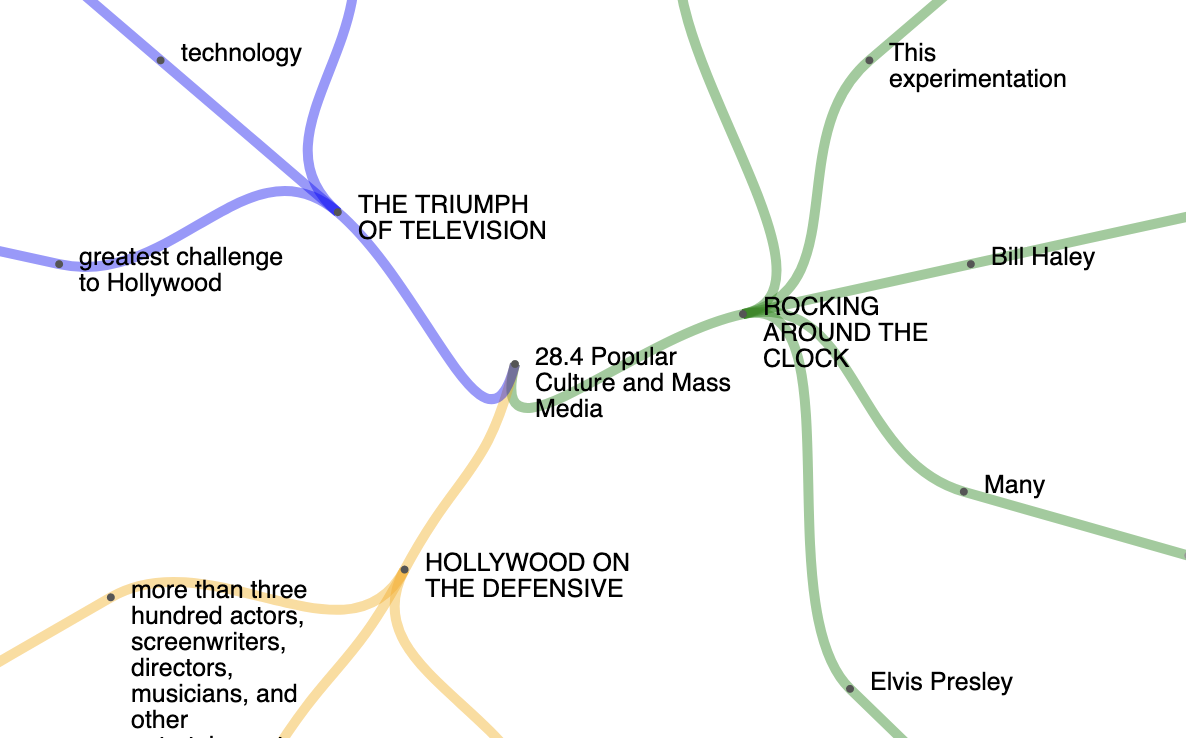 technology
This
experimentation
THE TRIUMPH
OF TELEVISION
greatest challenge
to Hollywood
Bill Haley
ROCKING
AROUND THE
CLOCK
28.4 Popular
Culture and Mass
Media
Many
HOLLYWOOD ON
THE DEFENSIVE
more than three
hundred actors,
screenwriters,
directors,
musicians, and
other
Elvis Presley